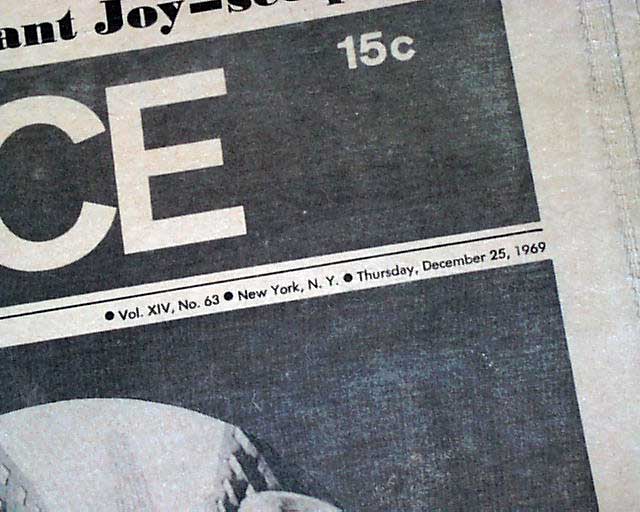 ant Joy—
15c
CE
● Vol. XIV, No. 63 ● New York, N. Y. ● Thursday, December 25, 1969